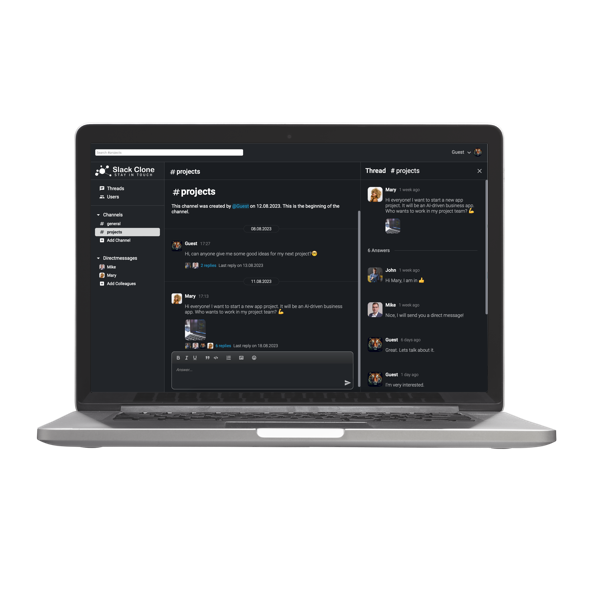 Guest
Slack Clone
STAY IN TOUCH
Threads
Users
Channels
# general
# projects
Add Channel
Directmessages
Mike
Mary
Add Colleagues
# projects
# projects
This channel was created by @Guest on 12.08.2023. This is the beginning of the
channel.
08.08.2023
Guest 17:27
Hi, can anyone give me some good ideas for my next project?
2 replies Last reply on 13.08.2023
11.08.2023
Mary 17:13
Hi everyone! I want to start a new app project. It will be an AI-driven business
app. Who wants to work in my project team?
6 replies Last reply on 18.08.2023
B I U
Answer...
Thread # projects
Mary 1 week ago
Hi everyone! I want to start a new app
project. It will be an AI-driven business app.
Who wants to work in my project team?
6 Answers
John 1 week ago
Hi Mary, I am in
Mike 1 week ago
Nice, I will send you a direct message!
Guest 6 days ago
Great. Lets talk about it.
Guest 1 day ago
I'm very interested